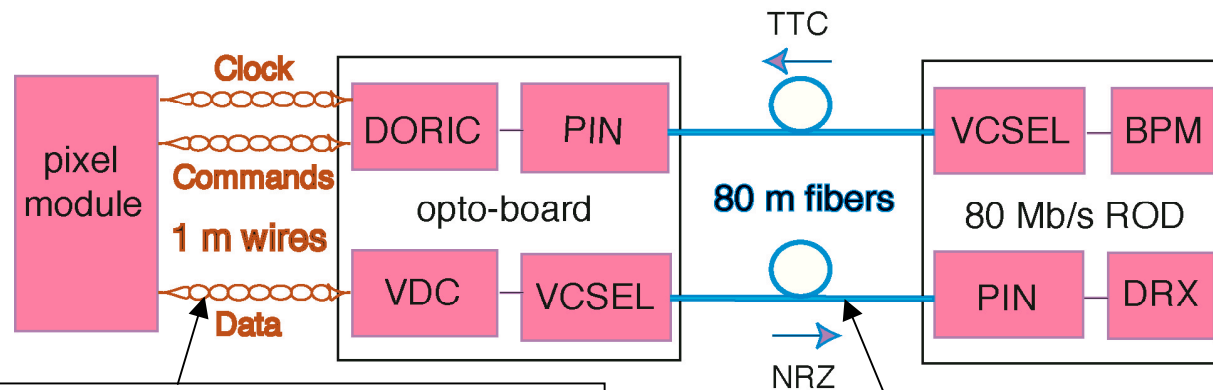 TTC
Clock
DORIC
PIN
VCSEL
BPM
pixel
module
Commands
opto-board
80 m fibers
80 Mb/s ROD
1 m wires
VDC
VCSEL
PIN
DRX
Data
NRZ